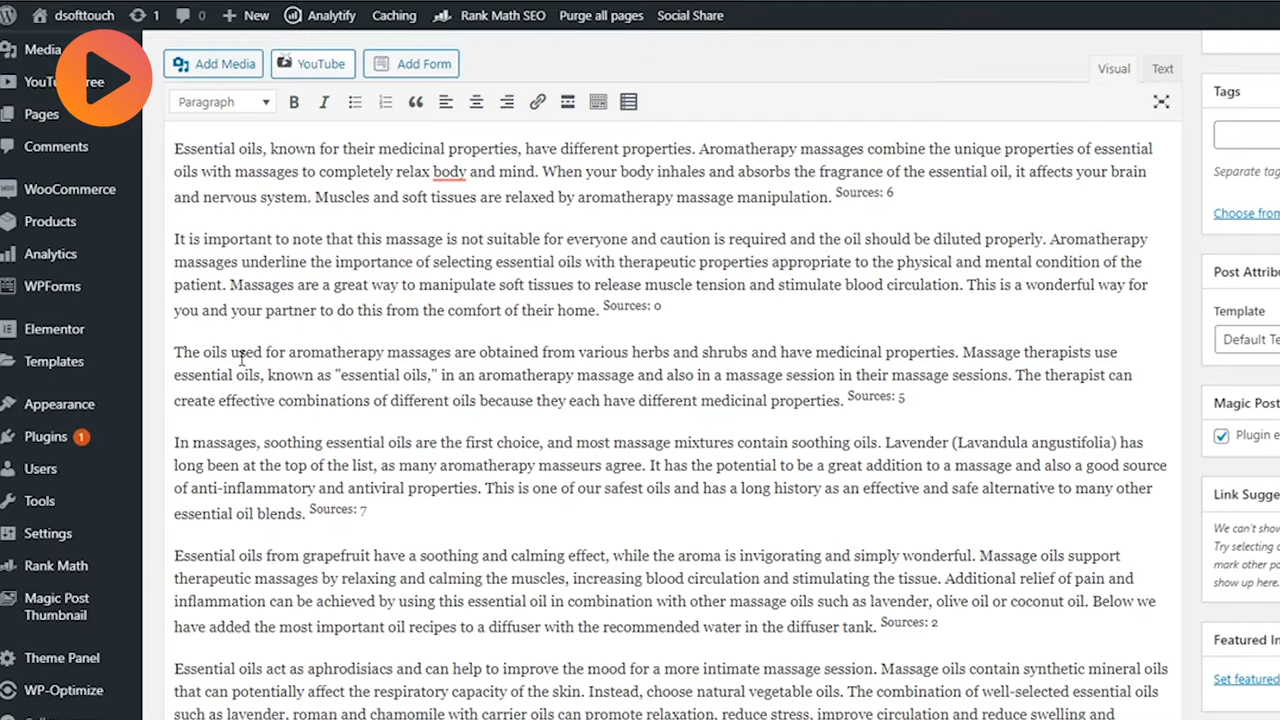 dsofttouch
1
0
New
Analytify
Caching
Rank Math SEO
Purge all pages
Social Share
Media
Pages
Comments
WooCommerce
Products
Analytics
WPForms
Elementor
Templates
Appearance
Plugins 1
Users
Tools
Settings
Rank Math
Magic Post
Thumbnail
Theme Panel
WP-Optimize
Add Media
YouTube
Add Form
Visual
Text
Paragraph
Essential oils, known for their medicinal properties, have different properties. Aromatherapy massages combine the unique properties of essential
oils with massages to completely relax body and mind. When your body inhales and absorbs the fragrance of the essential oil, it affects your brain
and nervous system. Muscles and soft tissues are relaxed by aromatherapy massage manipulation. Sources: 6
It is important to note that this massage is not suitable for everyone and caution is required and the oil should be diluted properly. Aromatherapy
massages underline the importance of selecting essential oils with therapeutic properties appropriate to the physical and mental condition of the
patient. Massages are a great way to manipulate soft tissues to release muscle tension and stimulate blood circulation. This is a wonderful way for
you and your partner to do this from the comfort of their home. Sources: 0
The oils used for aromatherapy massages are obtained from various herbs and shrubs and have medicinal properties. Massage therapists use
essential oils, known as "essential oils," in an aromatherapy massage and also in a massage session in their massage sessions. The therapist can
create effective combinations of different oils because they each have different medicinal properties. Sources: 5
In massages, soothing essential oils are the first choice, and most massage mixtures contain soothing oils. Lavender (Lavandula angustifolia) has
long been at the top of the list, as many aromatherapy masseurs agree. It has the potential to be a great addition to a massage and also a good source
of anti-inflammatory and antiviral properties. This is one of our safest oils and has a long history as an effective and safe alternative to many other
essential oil blends. Sources: 7
Essential oils from grapefruit have a soothing and calming effect, while the aroma is invigorating and simply wonderful. Massage oils support
therapeutic massages by relaxing and calming the muscles, increasing blood circulation and stimulating the tissue. Additional relief of pain and
inflammation can be achieved by using this essential oil in combination with other massage oils such as lavender, olive oil or coconut oil. Below we
have added the most important oil recipes to a diffuser with the recommended water in the diffuser tank. Sources: 2
Essential oils act as aphrodisiacs and can help to improve the mood for a more intimate massage session. Massage oils contain synthetic mineral oils
that can potentially affect the respiratory capacity of the skin. Instead, choose natural vegetable oils. The combination of well-selected essential oils
such as lavender, roman and chamomile with carrier oils can promote relaxation, reduce stress, improve circulation and reduce swelling and
Tags
Separate tag
Choose from
Post Attrib
Template
Default Te
Magic Post
Plugin e
Link Sugge
We can't sho
Try selecting
mark other po
show up here.
Featured Im
Set featured